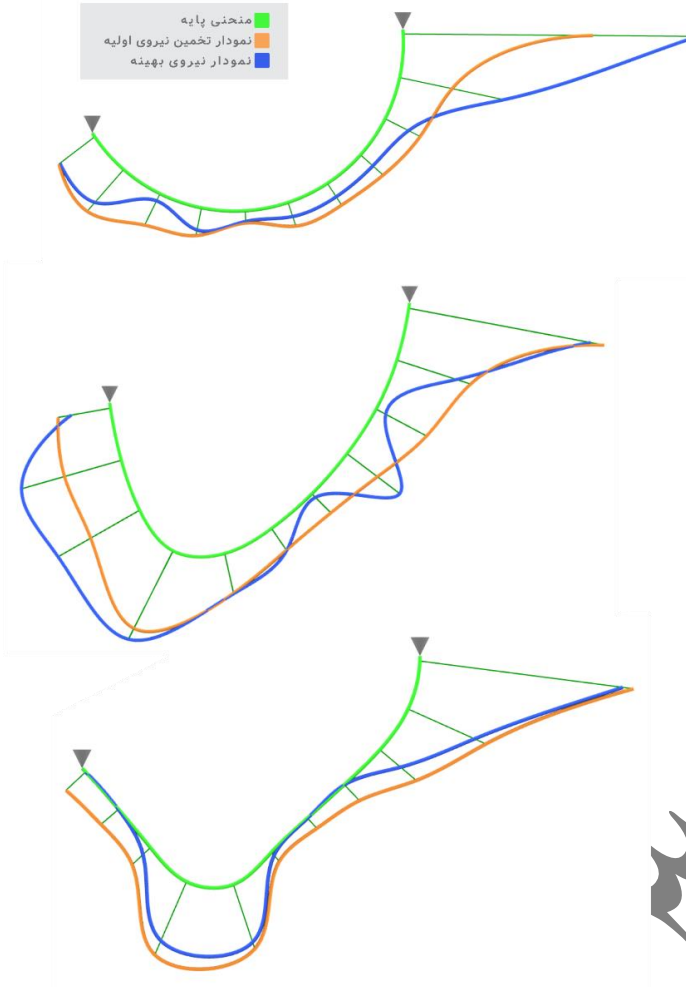 منحنی پایه
نمودار تخمین نیروی اولیه
نمودار نیروی بهینه